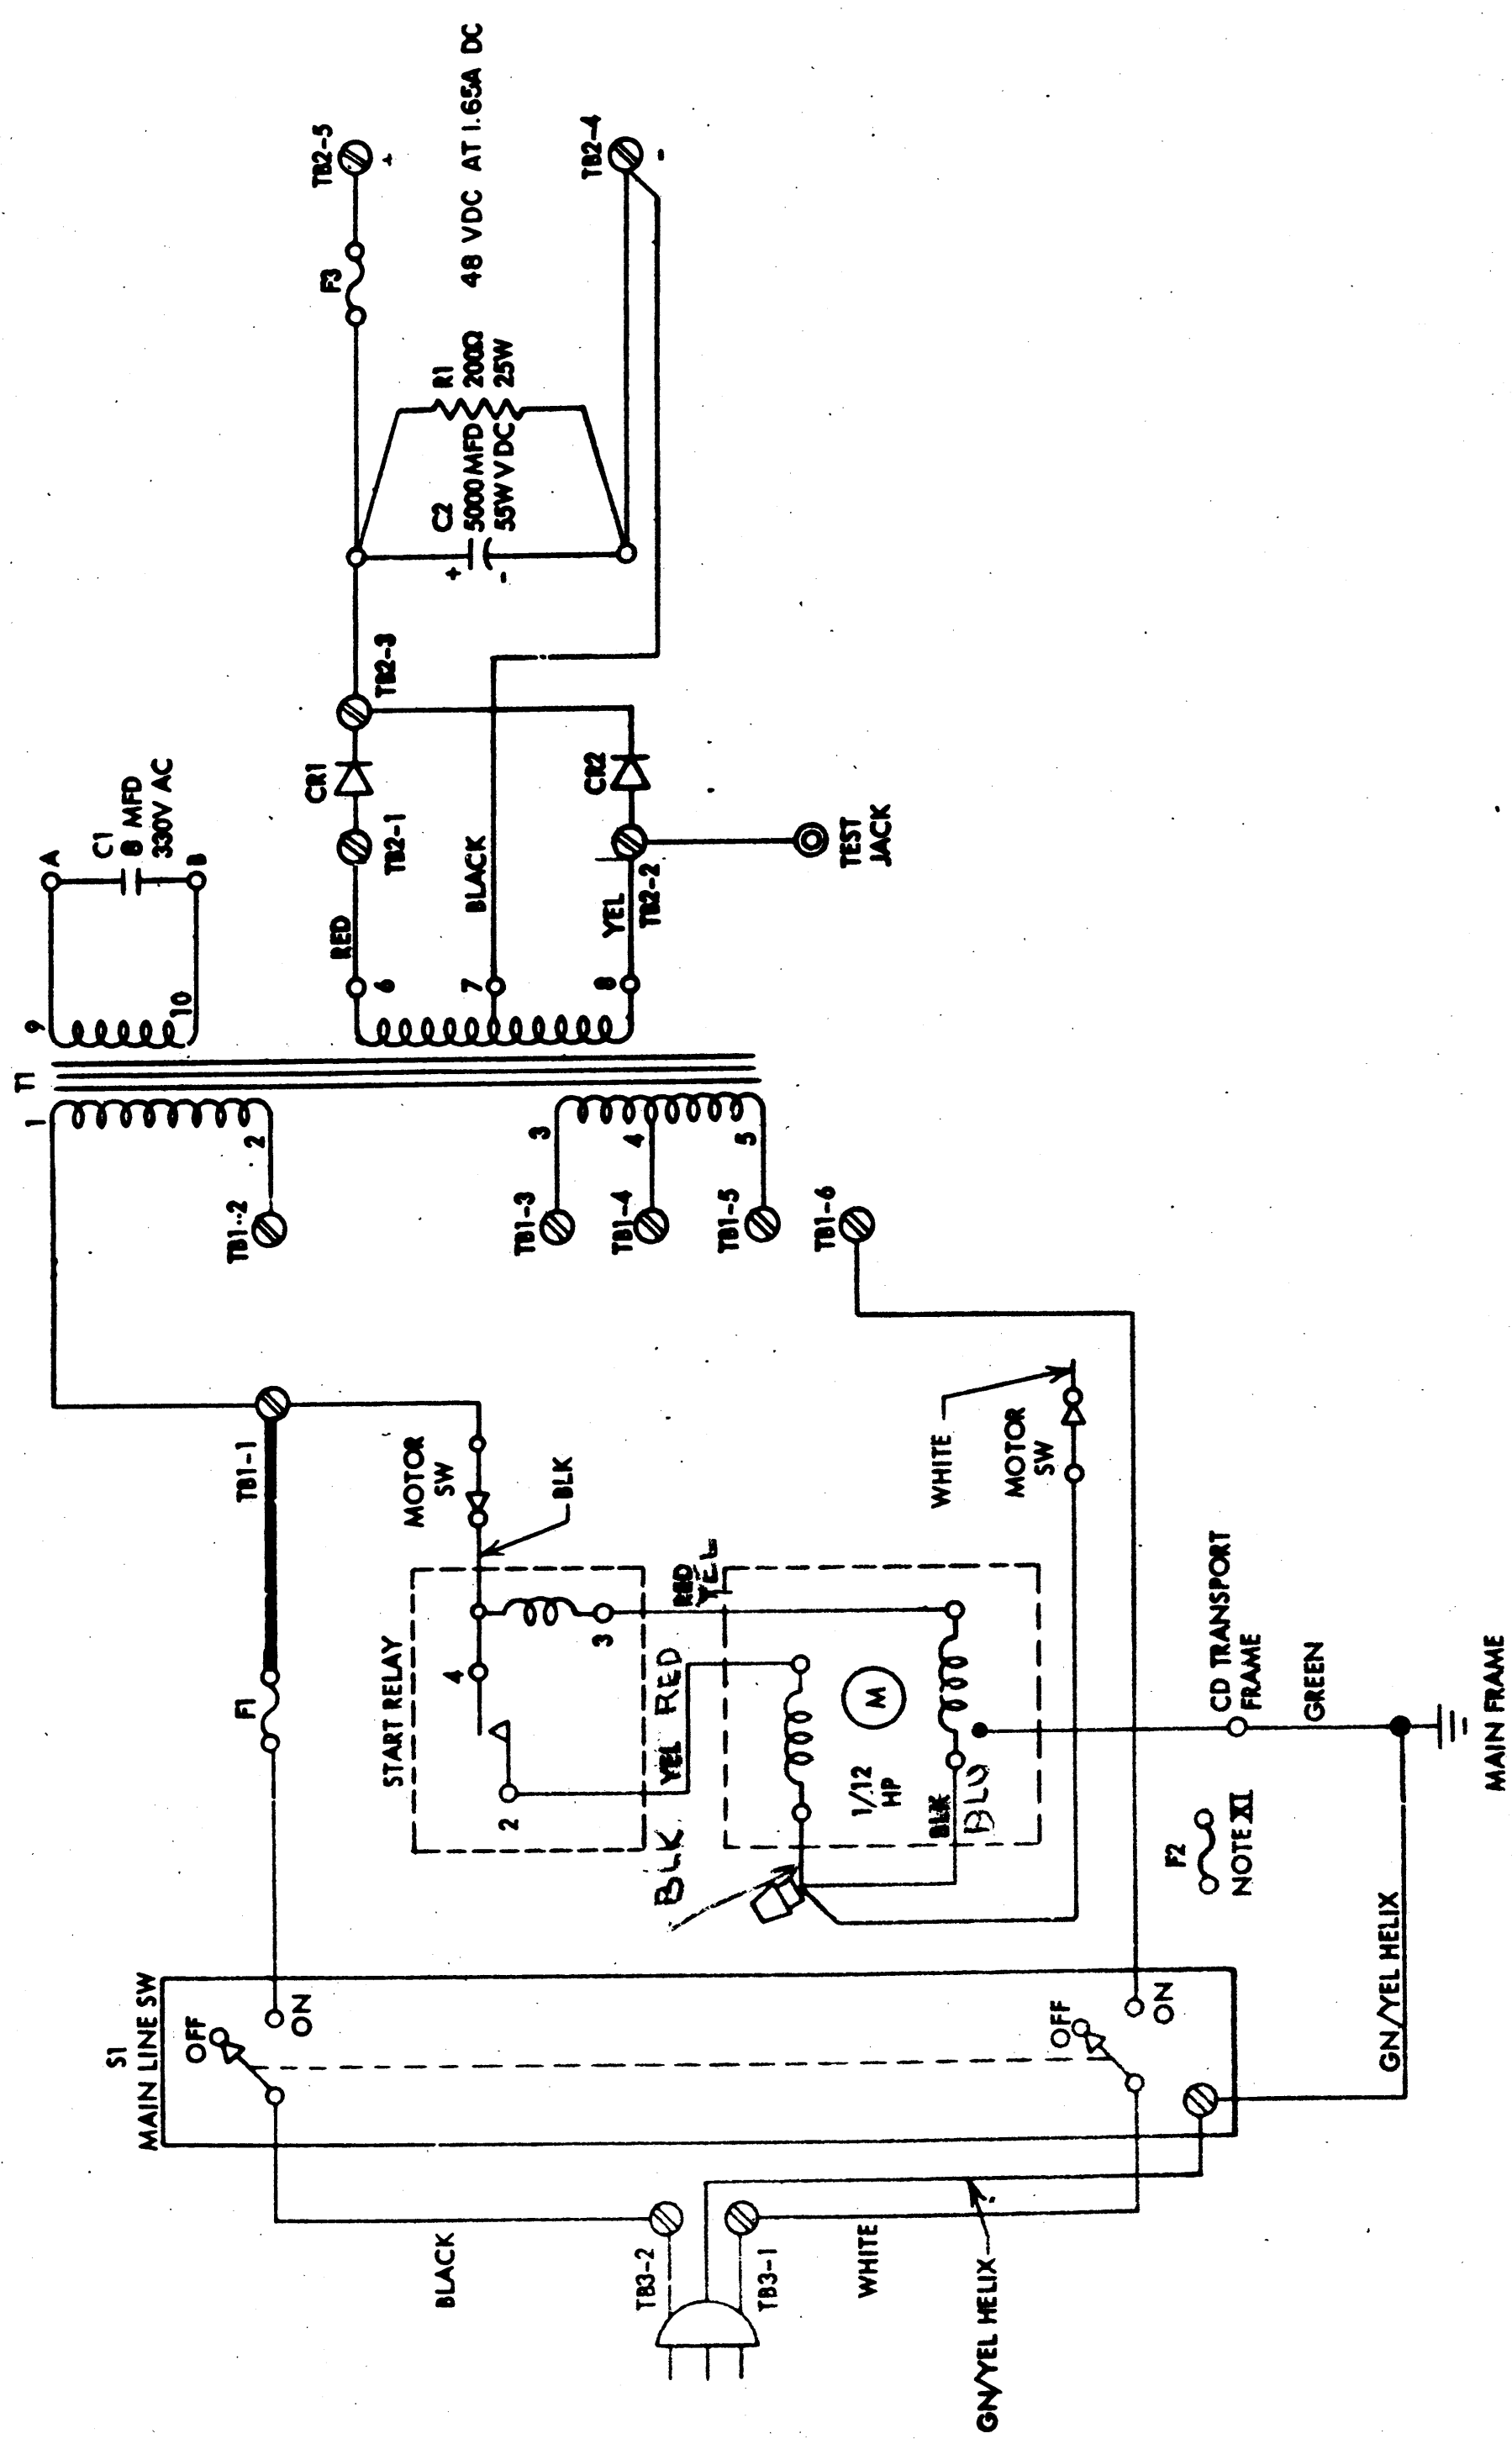 S1
MAIN LINE SW
OFF
ON
OFF
ON
BLACK
TB3-2
TB3-1
WHITE
GN/YEL HELIX
GN/YEL HELIX
F1
TB1-1
START RELAY
4
2
3
MOTOR
SW
BLK
YEL RED
RED
YEL
BLK
M
1/12
HP
BLK
BLU
WHITE
MOTOR
SW
F2
NOTE XI
CD TRANSPORT
FRAME
GREEN
MAIN FRAME
T1
1
2
TB1-2
3
4
5
TB1-3
TB1-4
TB1-5
TB1-6
9
10
A
B
C1
8 MFD
330V AC
6
7
8
RED
BLACK
YEL
TB2-1
TB2-2
CR1
CR2
TEST
JACK
TB2-3
C2
5000 MFD
55WVDC
+
-
R1
200Ω
25W
F3
TB2-5
+
48 VDC AT 1.65A DC
TB2-4
-